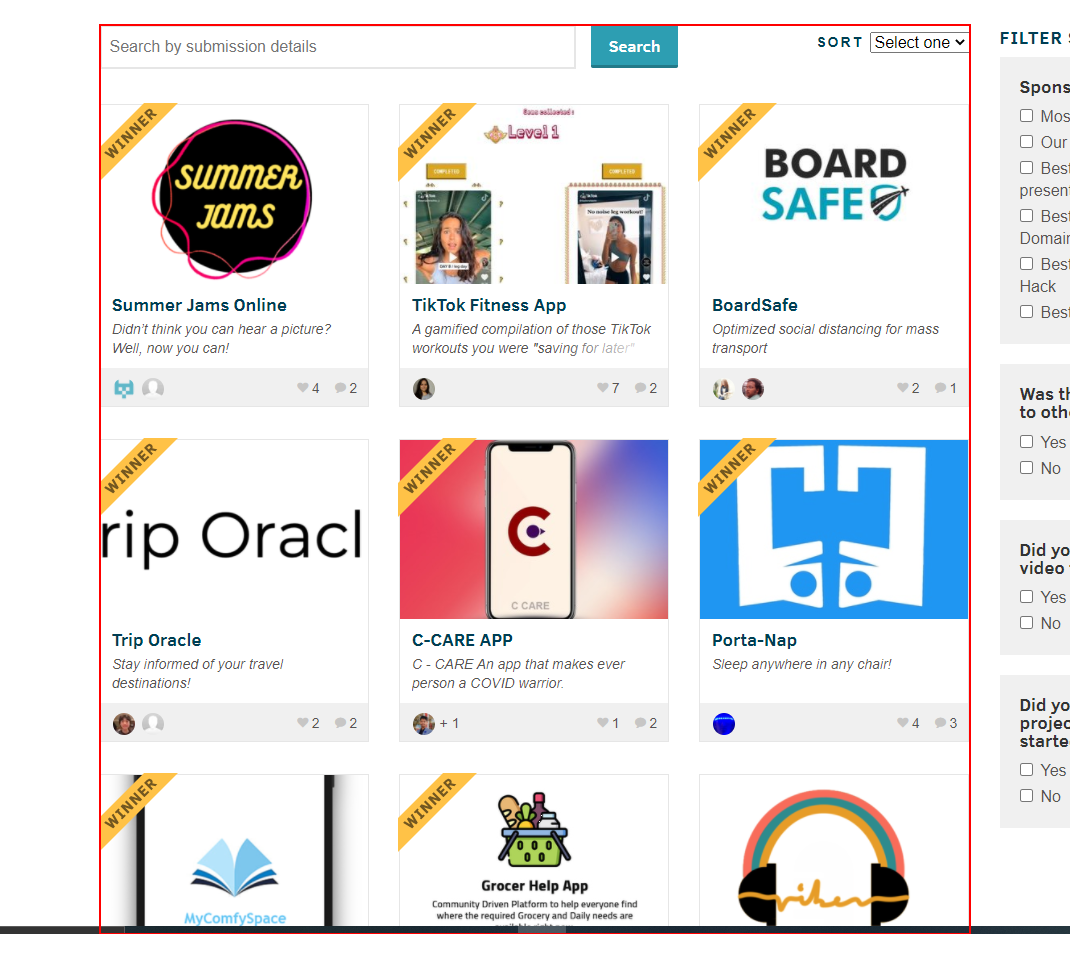 Search by submission details
Search
SORT
Select one
FILTER
WINNER
SUMMER
JAMS
Summer Jams Online
Didn’t think you can hear a picture?
Well, now you can!
4
2
WINNER
Level 1
COMPLETED
COMPLETED
TikTok
TikTok
No noise leg workout!
TikTok Fitness App
A gamified compilation of those TikTok
workouts you were "saving for later"
7
2
WINNER
BOARD
SAFE
BoardSafe
Optimized social distancing for mass
transport
2
1
WINNER
rip Oracl
Trip Oracle
Stay informed of your travel
destinations!
2
2
WINNER
C CARE
C-CARE APP
C - CARE An app that makes ever
person a COVID warrior.
+ 1
1
2
WINNER
Porta-Nap
Sleep anywhere in any chair!
4
3
WINNER
MyComfySpace
WINNER
Grocer Help App
Community Driven Platform to help everyone find
where the required Grocery and Daily needs are
viber
Spons
Mos
Our
Best
present
Best
Domain
Best
Hack
Best
Was th
to oth
Yes
No
Did yo
video
Yes
No
Did yo
projec
starte
Yes
No